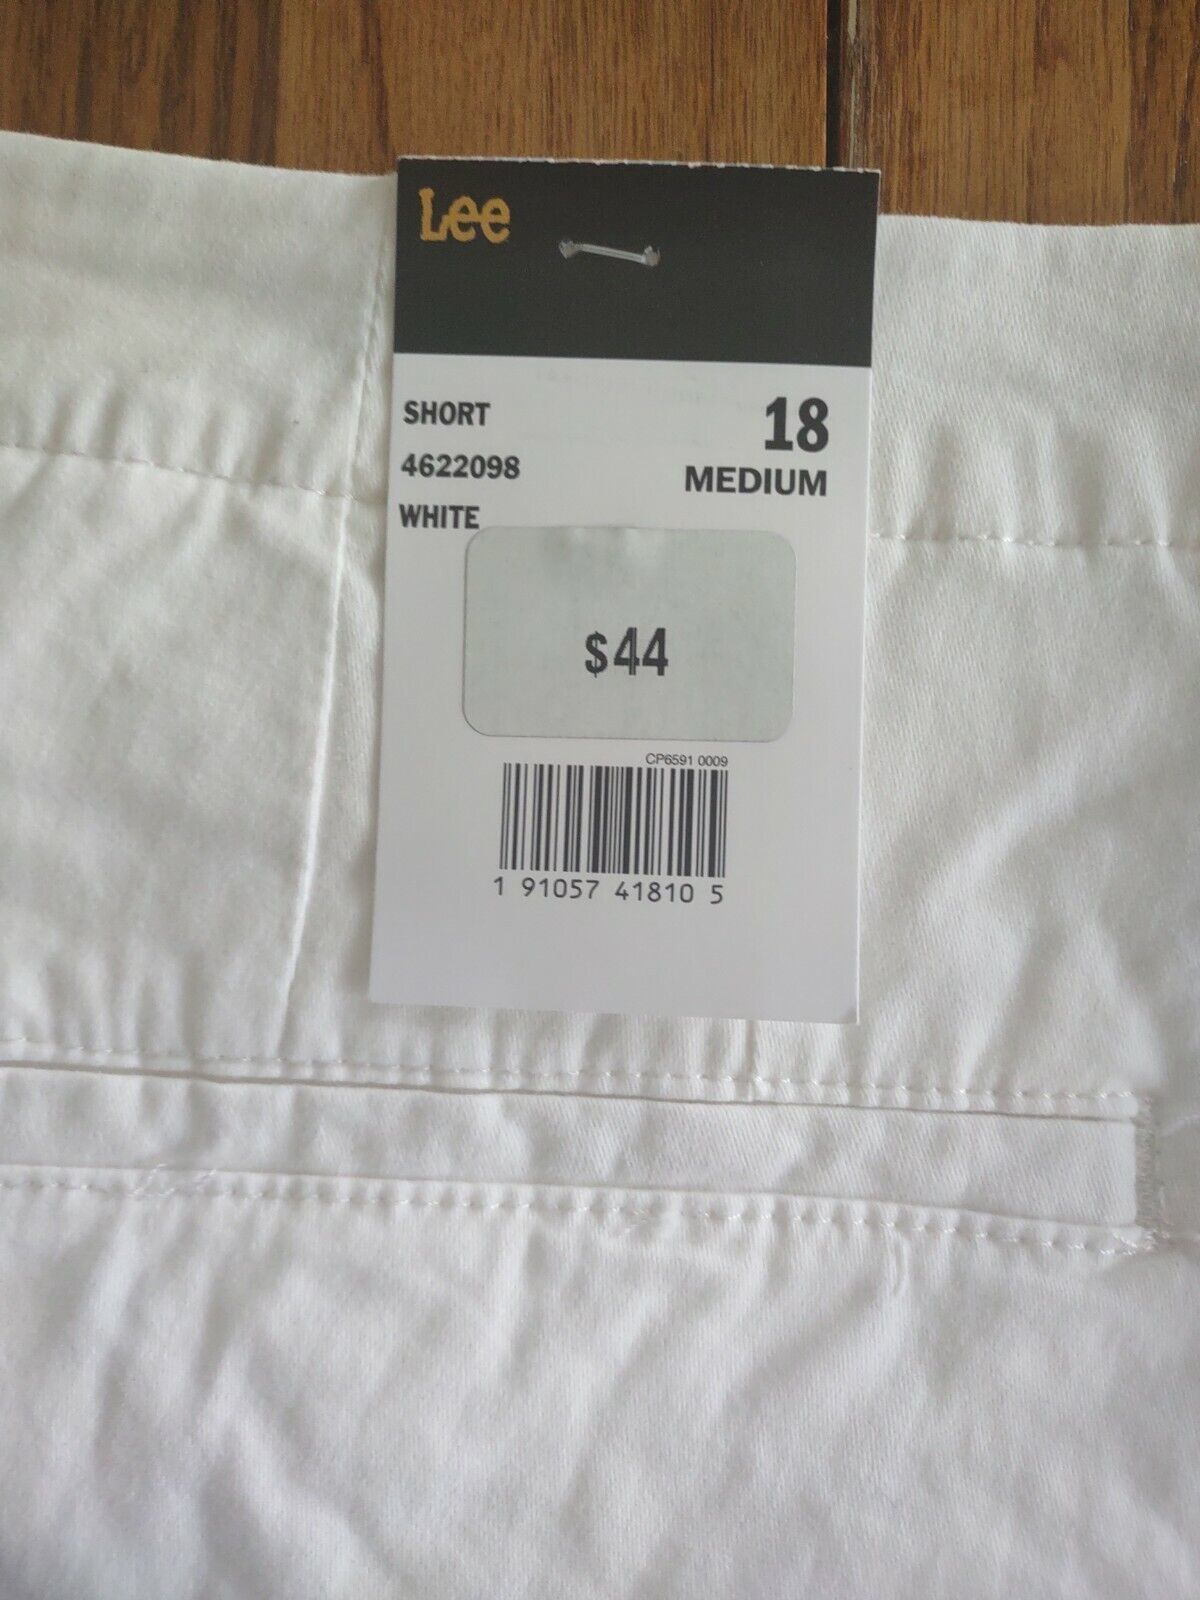 Lee
SHORT
18
4622098
MEDIUM
WHITE
$44
CP6591 0009
1 91057 41810 5